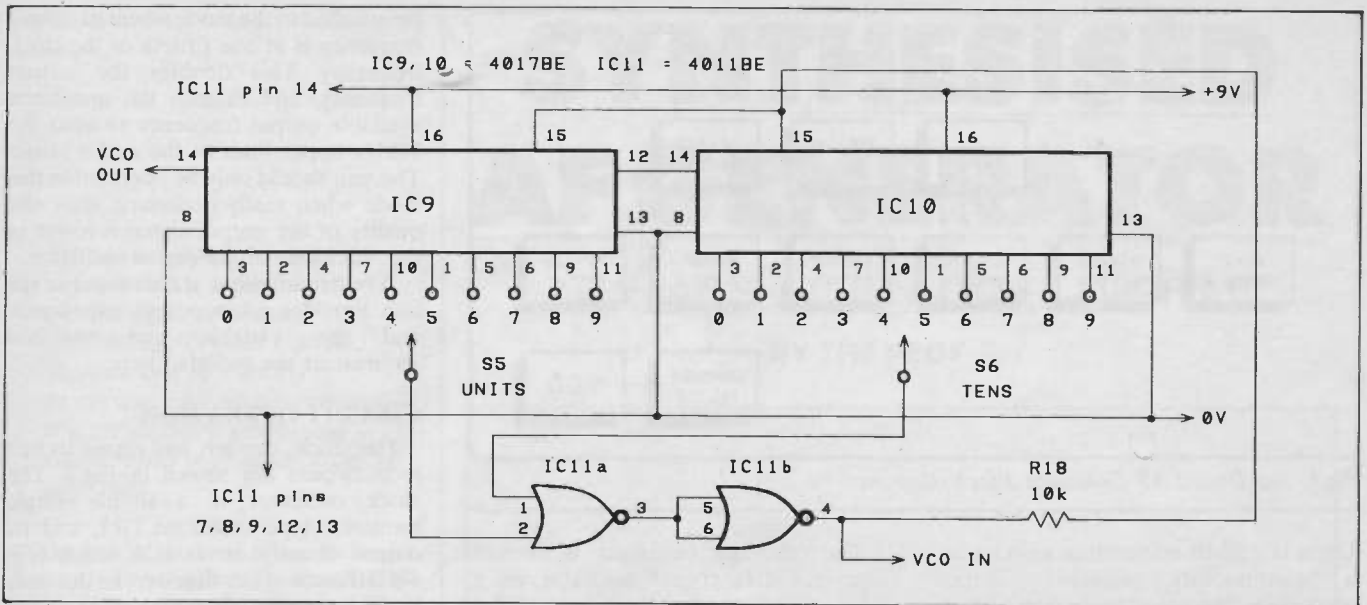 IC9,10 = 4017BE IC11 = 4011BE
IC11 pin 14
+9V
16 15 15 16
VCO
OUT
14 12 14
IC9 IC10
8 13 8 13
3 2 4 7 10 1 5 6 9 11 3 2 4 7 10 1 5 6 9 11
0 1 2 3 4 5 6 7 8 9 0 1 2 3 4 5 6 7 8 9
S5
UNITS
S6
TENS
0V
IC11 pins
7,8,9,12,13
IC11a IC11b R18
10k
1
2
3
5
6
4
VCO IN